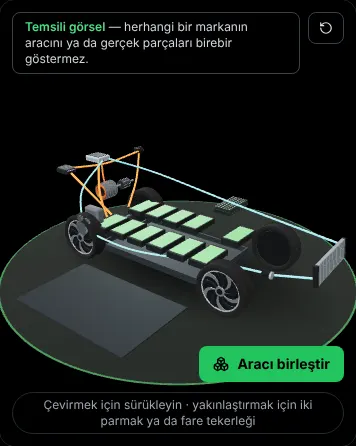 Temsili görsel — herhangi bir markanın
aracını ya da gerçek parçaları birebir
göstermez.
Aracı birleştir
Çevirmek için sürükleyin · yakınlaştırmak için iki
parmak ya da fare tekerleği